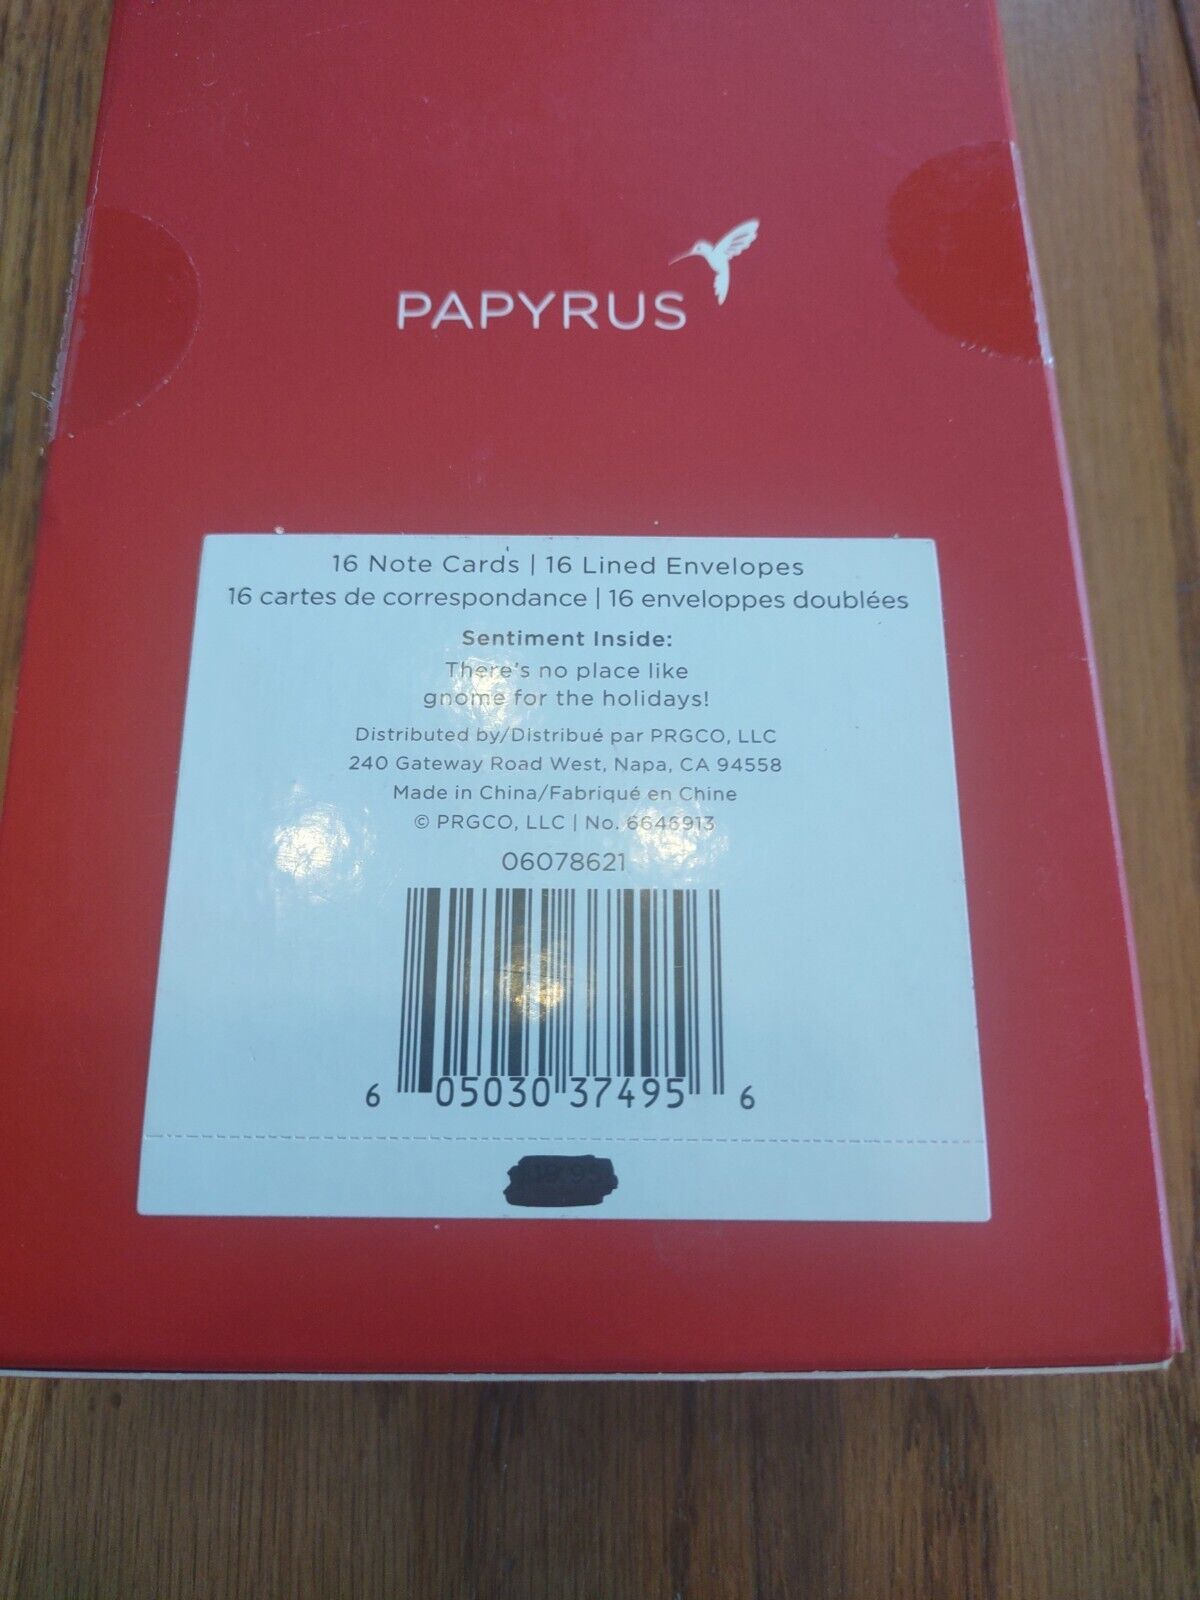 PAPYRUS
16 Note Cards | 16 Lined Envelopes
16 cartes de correspondance | 16 enveloppes doublées
Sentiment Inside:
There's no place like
gnome for the holidays!
Distributed by/Distribué par PRGCO, LLC
240 Gateway Road West, Napa, CA 94558
Made in China/Fabriqué en Chine
© PRGCO, LLC | No. 6646913
06078621
6 05030 37495 6